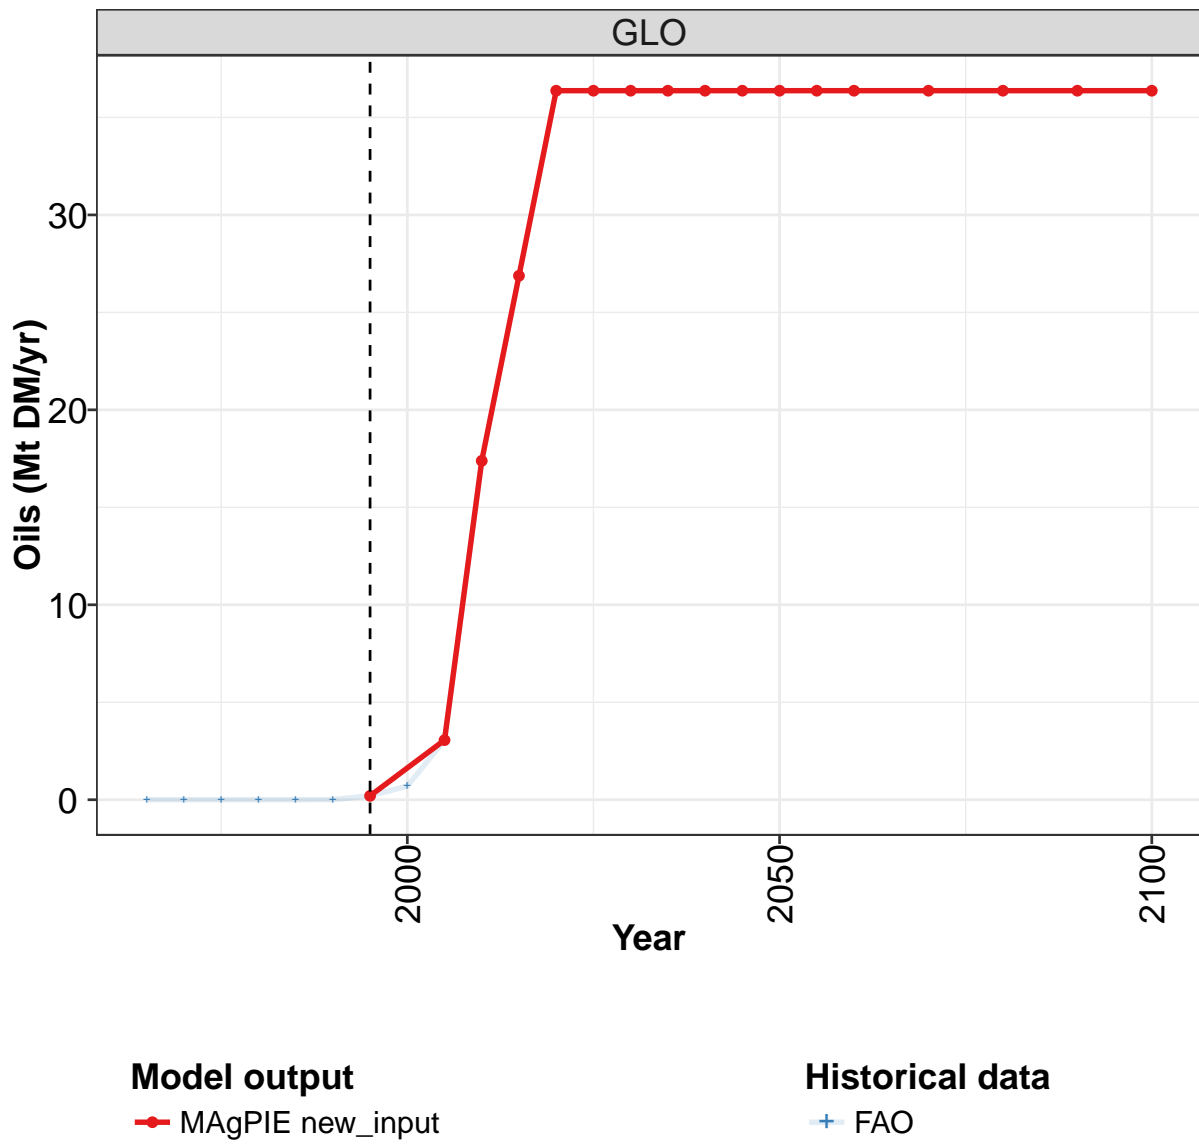 GLO
Oils (Mt DM/yr)
30
20
10
0
2000
2050
2100
Year
Model output
MAgPIE new_input
Historical data
FAO